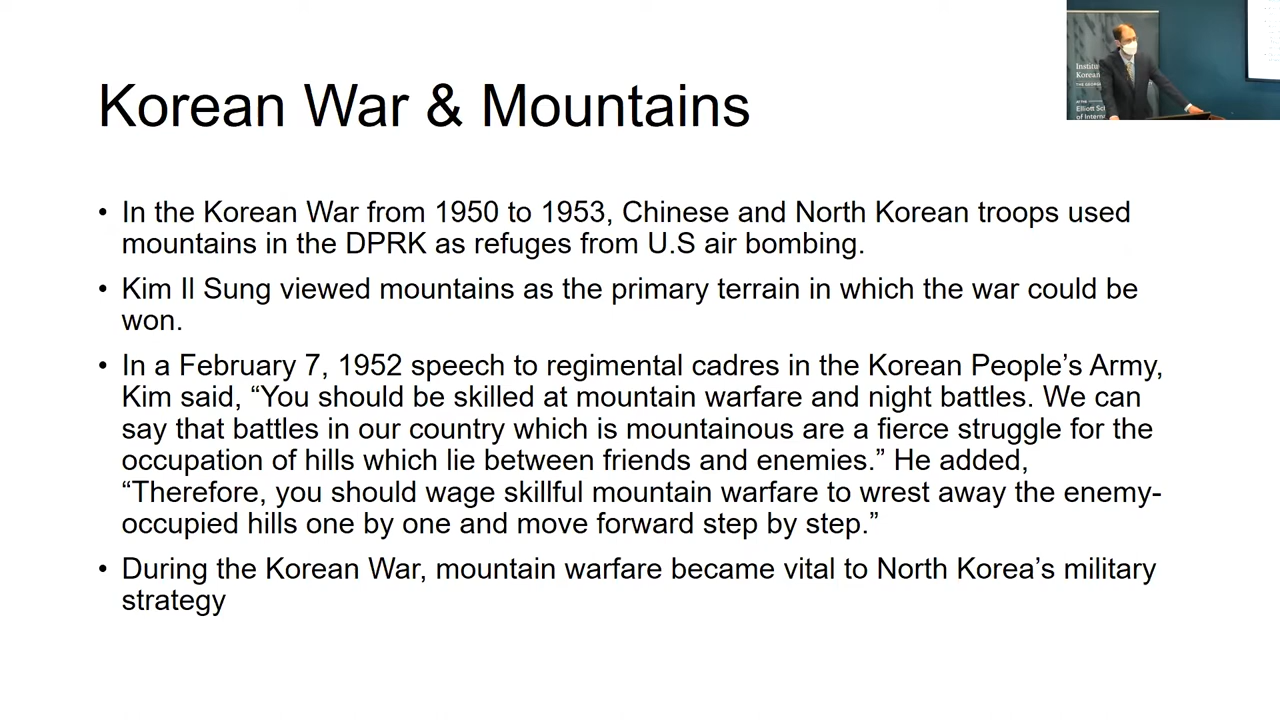 Korean War & Mountains
Institu
Korean
Elliott Sch
of Interna
• In the Korean War from 1950 to 1953, Chinese and North Korean troops used
mountains in the DPRK as refuges from U.S air bombing.
• Kim Il Sung viewed mountains as the primary terrain in which the war could be
won.
• In a February 7, 1952 speech to regimental cadres in the Korean People’s Army,
Kim said, “You should be skilled at mountain warfare and night battles. We can
say that battles in our country which is mountainous are a fierce struggle for the
occupation of hills which lie between friends and enemies.” He added,
“Therefore, you should wage skillful mountain warfare to wrest away the enemy-
occupied hills one by one and move forward step by step.”
• During the Korean War, mountain warfare became vital to North Korea’s military
strategy